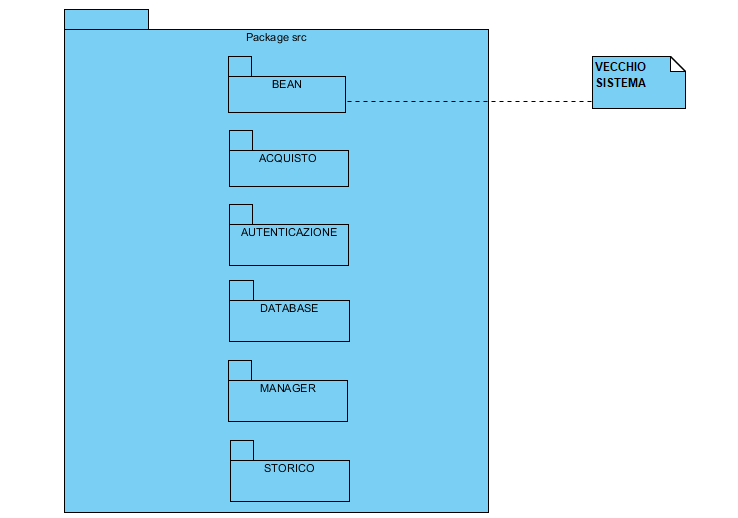 Package src
BEAN
VECCHIO
SISTEMA
ACQUISTO
AUTENTICAZIONE
DATABASE
MANAGER
STORICO